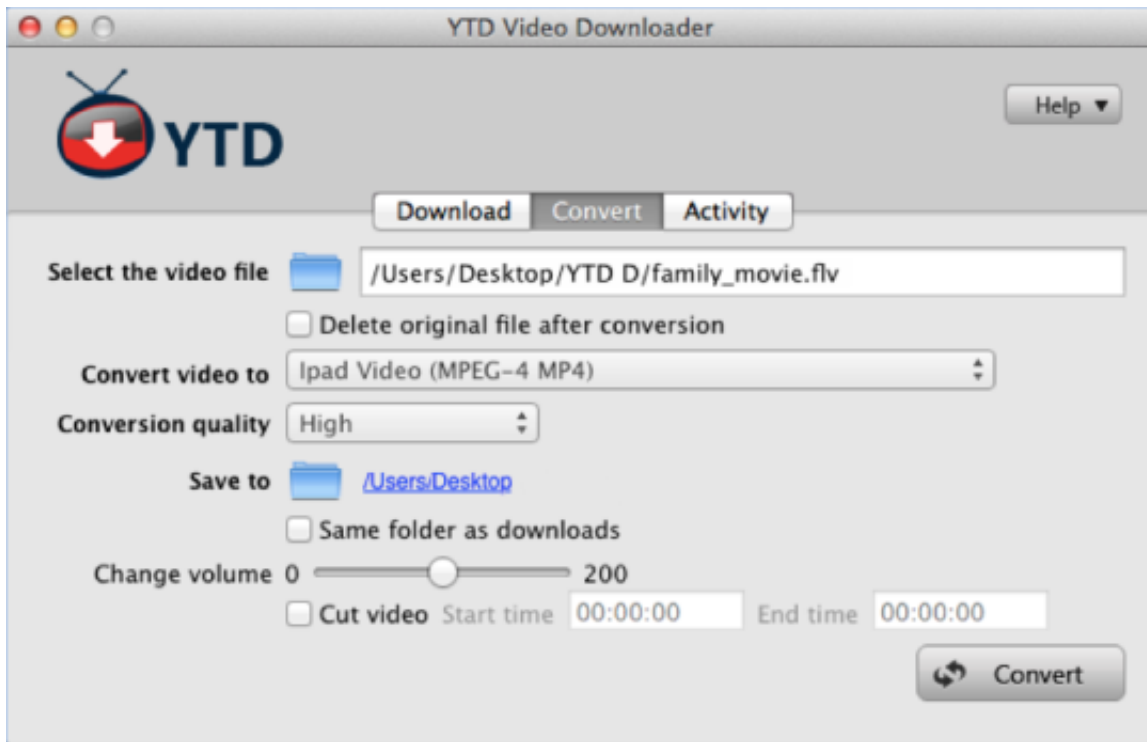 YTD Video Downloader
YTD
Help
Download Convert Activity
Select the video file /Users/Desktop/YTD D/family_movie.flv
Delete original file after conversion
Convert video to Ipad Video (MPEG-4 MP4)
Conversion quality High
Save to /Users/Desktop
Same folder as downloads
Change volume 0 200
Cut video Start time 00:00:00 End time 00:00:00
Convert